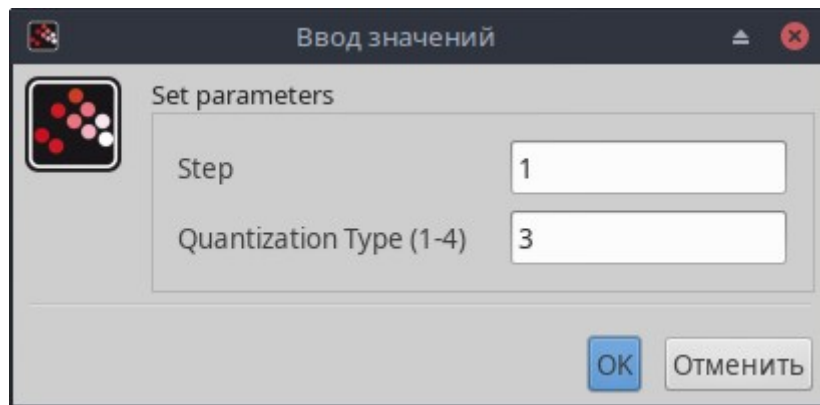 Ввод значений
Set parameters
Step 1
Quantization Type (1-4) 3
OK Отменить